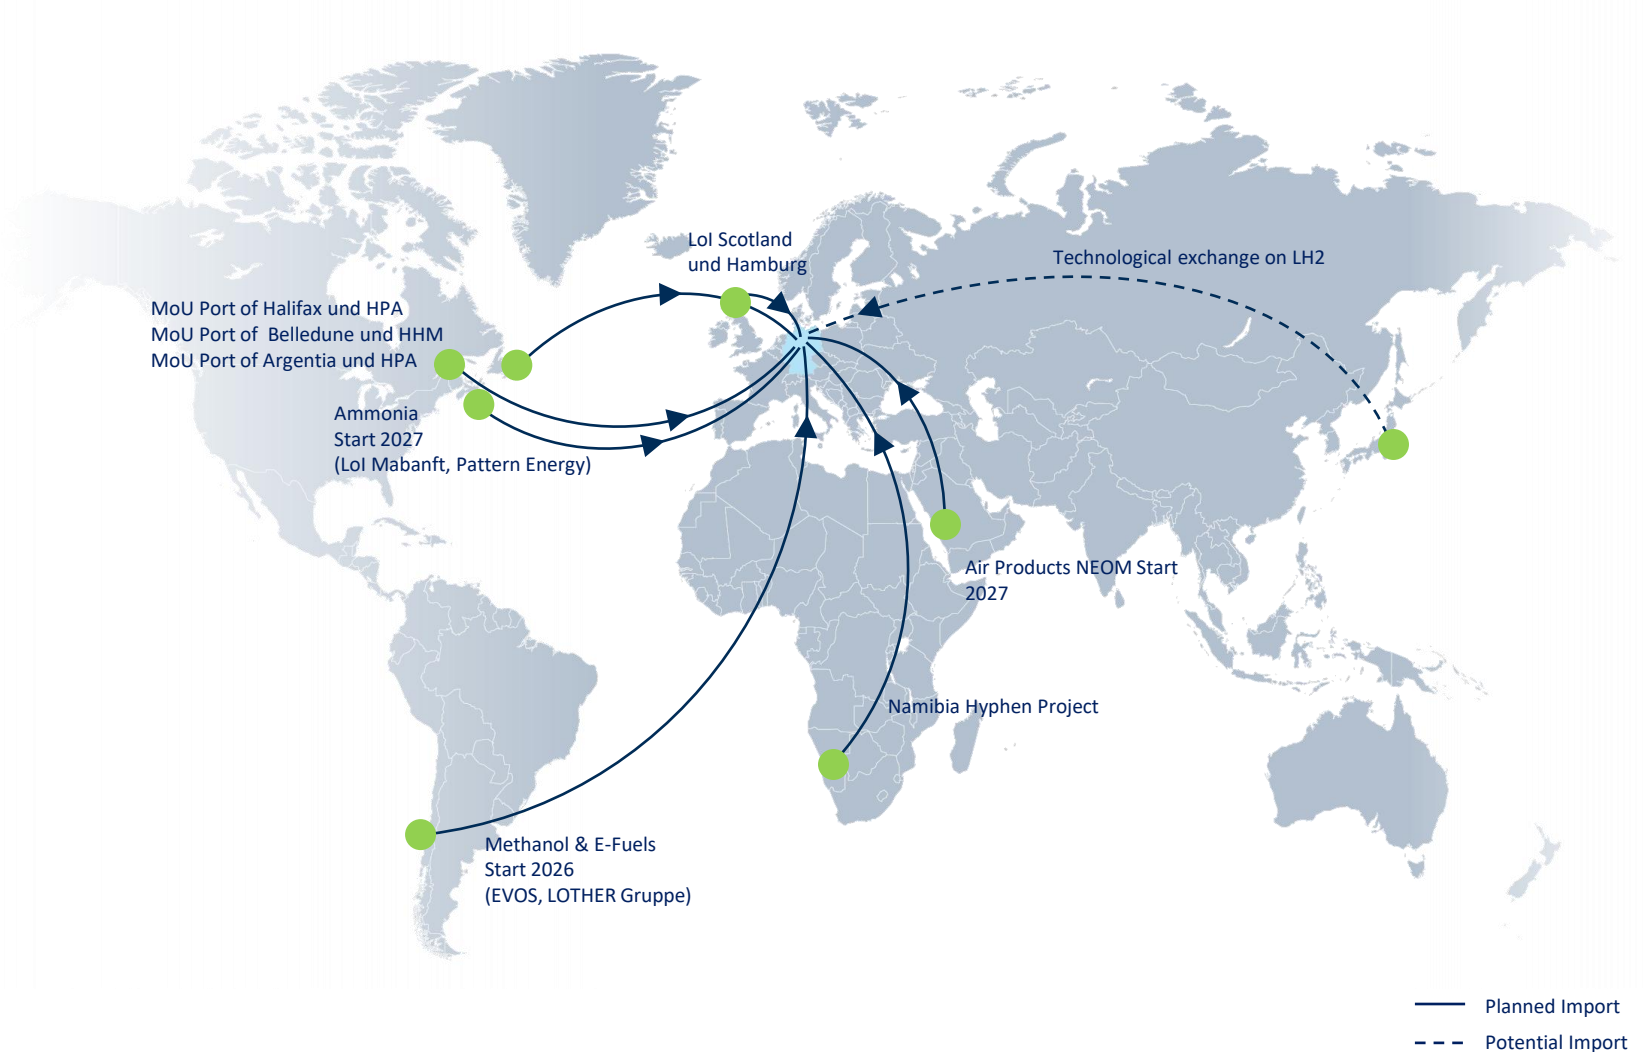 LoI Scotland
und Hamburg
Technological exchange on LH2
MoU Port of Halifax und HPA
MoU Port of  Belledune und HHM
MoU Port of Argentia und HPA
Ammonia
Start 2027
(LoI Mabanft, Pattern Energy)
Air Products NEOM Start
2027
Namibia Hyphen Project
Methanol & E-Fuels
Start 2026
(EVOS, LOTHER Gruppe)
Planned Import
Potential Import